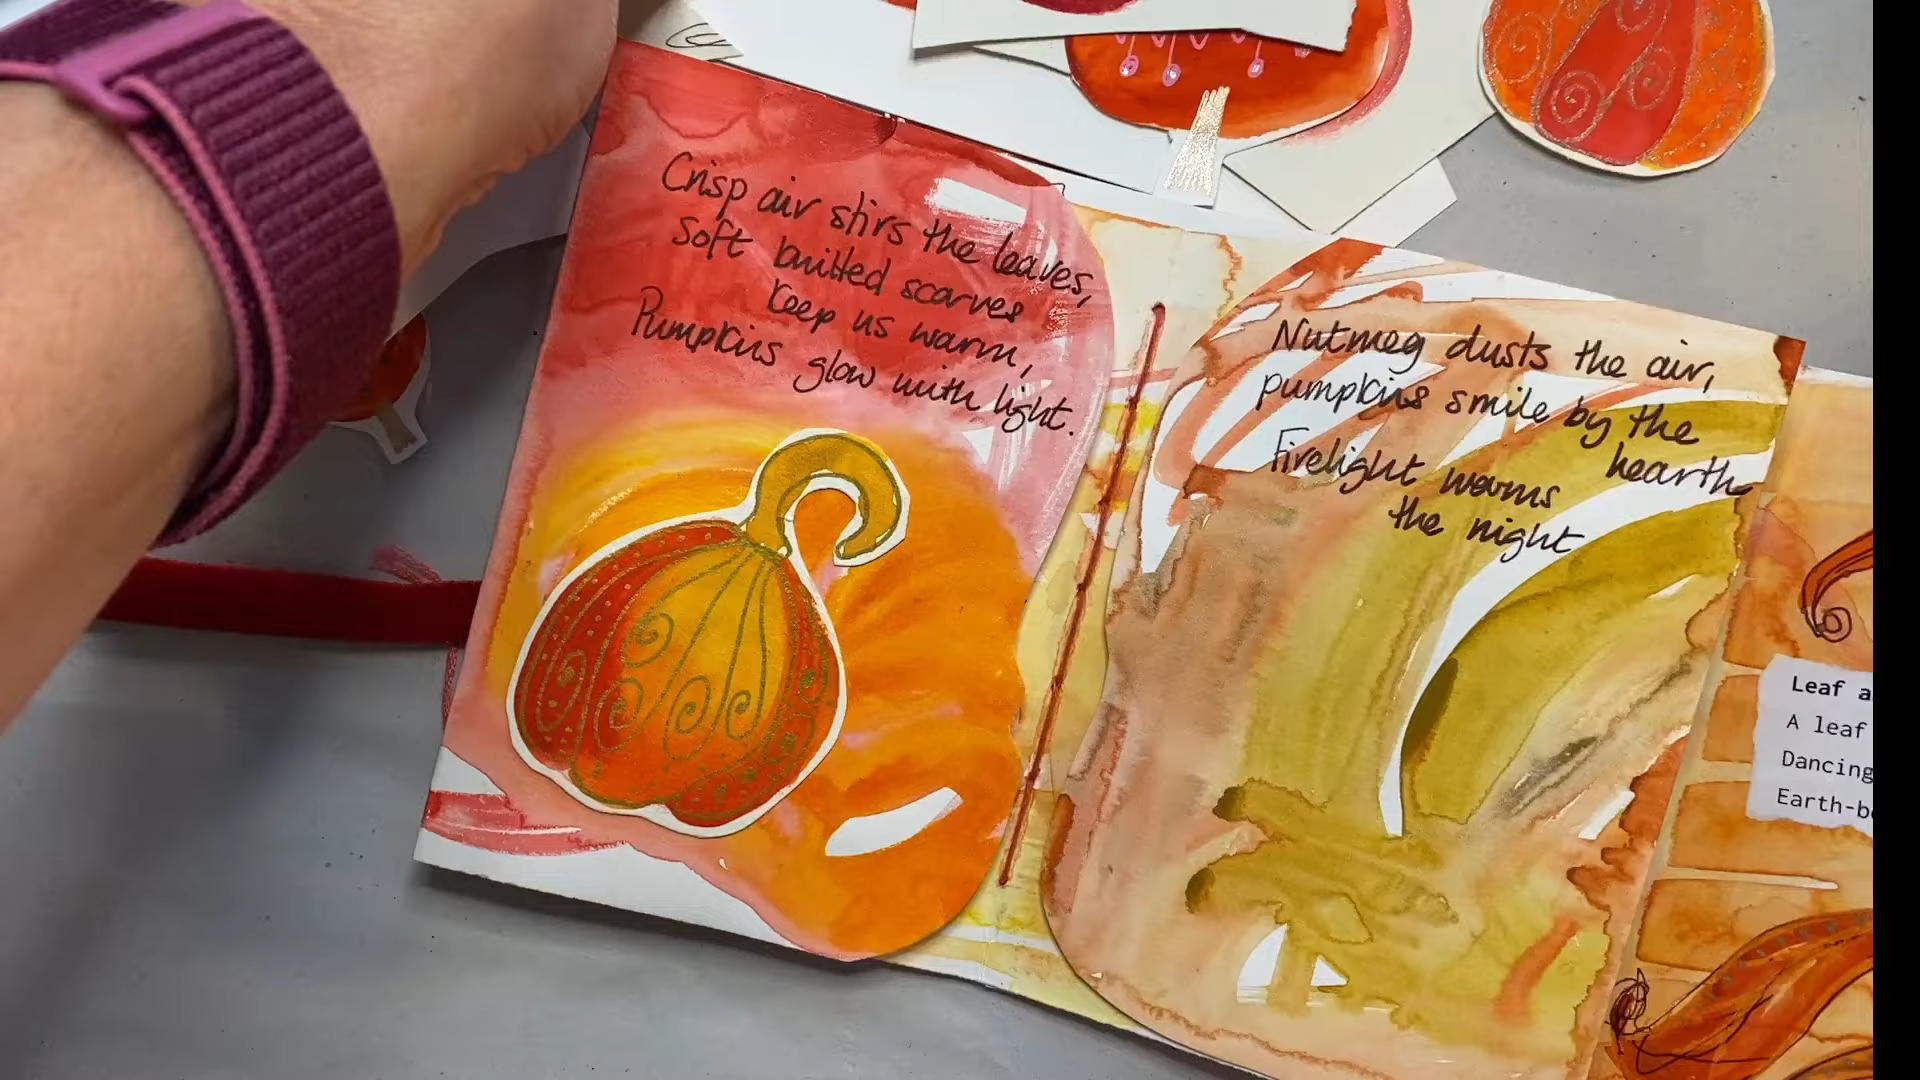 Crisp air stirs the leaves,
Soft knitted scarves
keep us warm,
Pumpkins glow with light.
Nutmeg dusts the air,
pumpkins smile by the
hearth
Firelight warms
the night
Leaf a
A leaf
Dancing
Earth-b